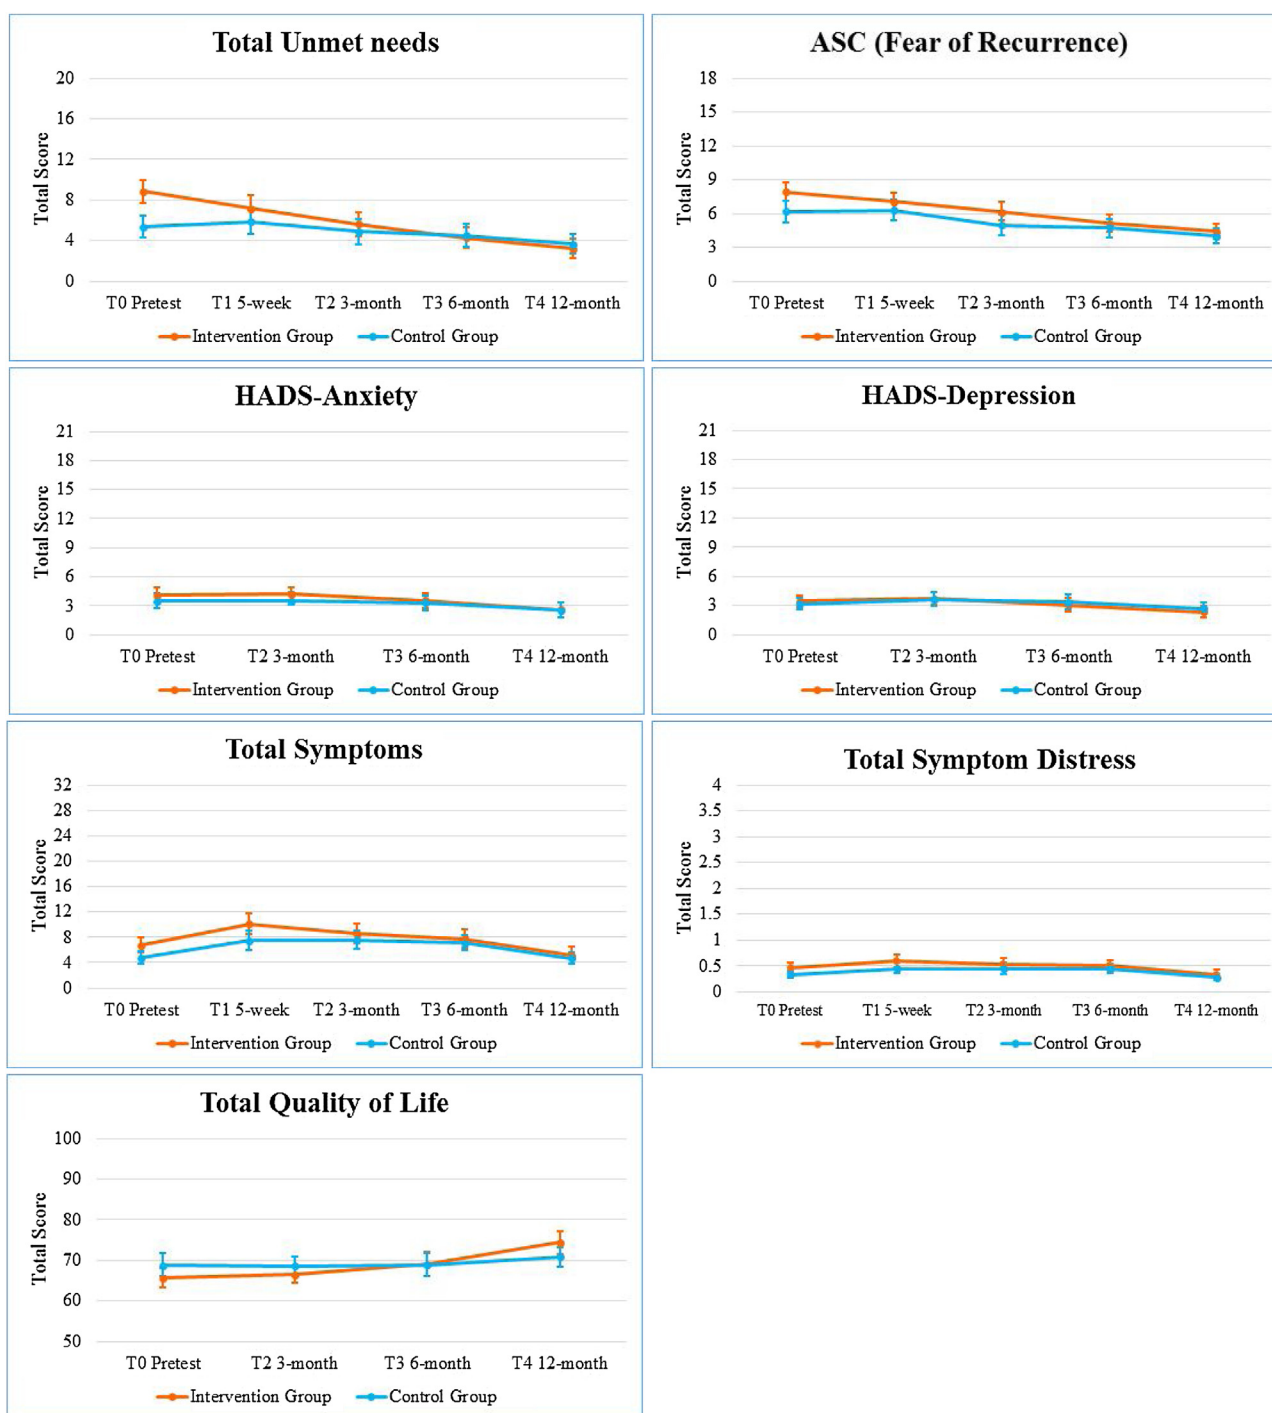 Total Unmet needs
Total Score
20
16
12
8
4
0
T0 Pretest T1 5-week T2 3-month T3 6-month T4 12-month
Intervention Group Control Group
ASC (Fear of Recurrence)
Total Score
18
15
12
9
6
3
0
T0 Pretest T1 5-week T2 3-month T3 6-month T4 12-month
Intervention Group Control Group
HADS-Anxiety
Total Score
21
18
15
12
9
6
3
0
T0 Pretest T2 3-month T3 6-month T4 12-month
Intervention Group Control Group
HADS-Depression
Total Score
21
18
15
12
9
6
3
0
T0 Pretest T2 3-month T3 6-month T4 12-month
Intervention Group Control Group
Total Symptoms
Total Score
32
28
24
20
16
12
8
4
0
T0 Pretest T1 5-week T2 3-month T3 6-month T4 12-month
Intervention Group Control Group
Total Symptom Distress
Total Score
4
3.5
3
2.5
2
1.5
1
0.5
0
T0 Pretest T1 5-week T2 3-month T3 6-month T4 12-month
Intervention Group Control Group
Total Quality of Life
Total Score
100
90
80
70
60
50
T0 Pretest T2 3-month T3 6-month T4 12-month
Intervention Group Control Group